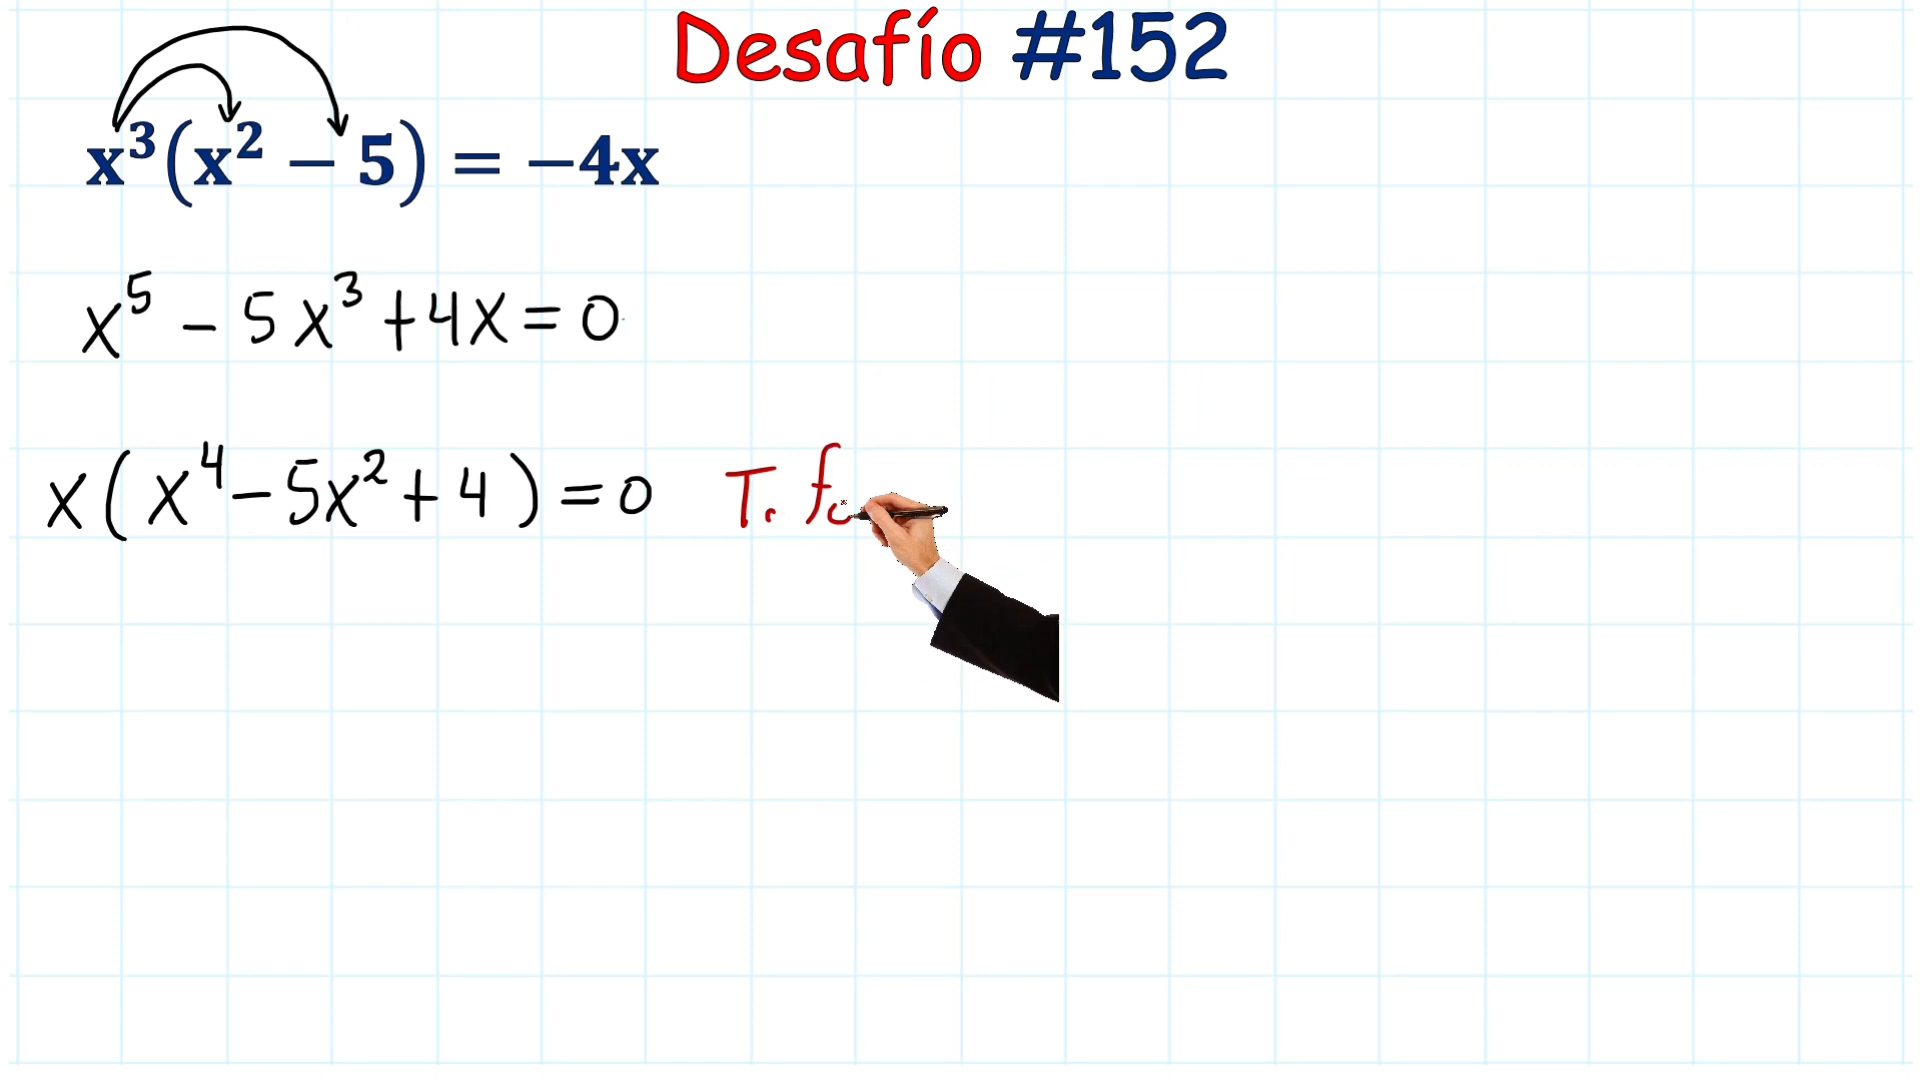 Desafío #152
x³(x² − 5) = −4x
x⁵ − 5x³ + 4x = 0
x(x⁴ − 5x² + 4) = 0 T.